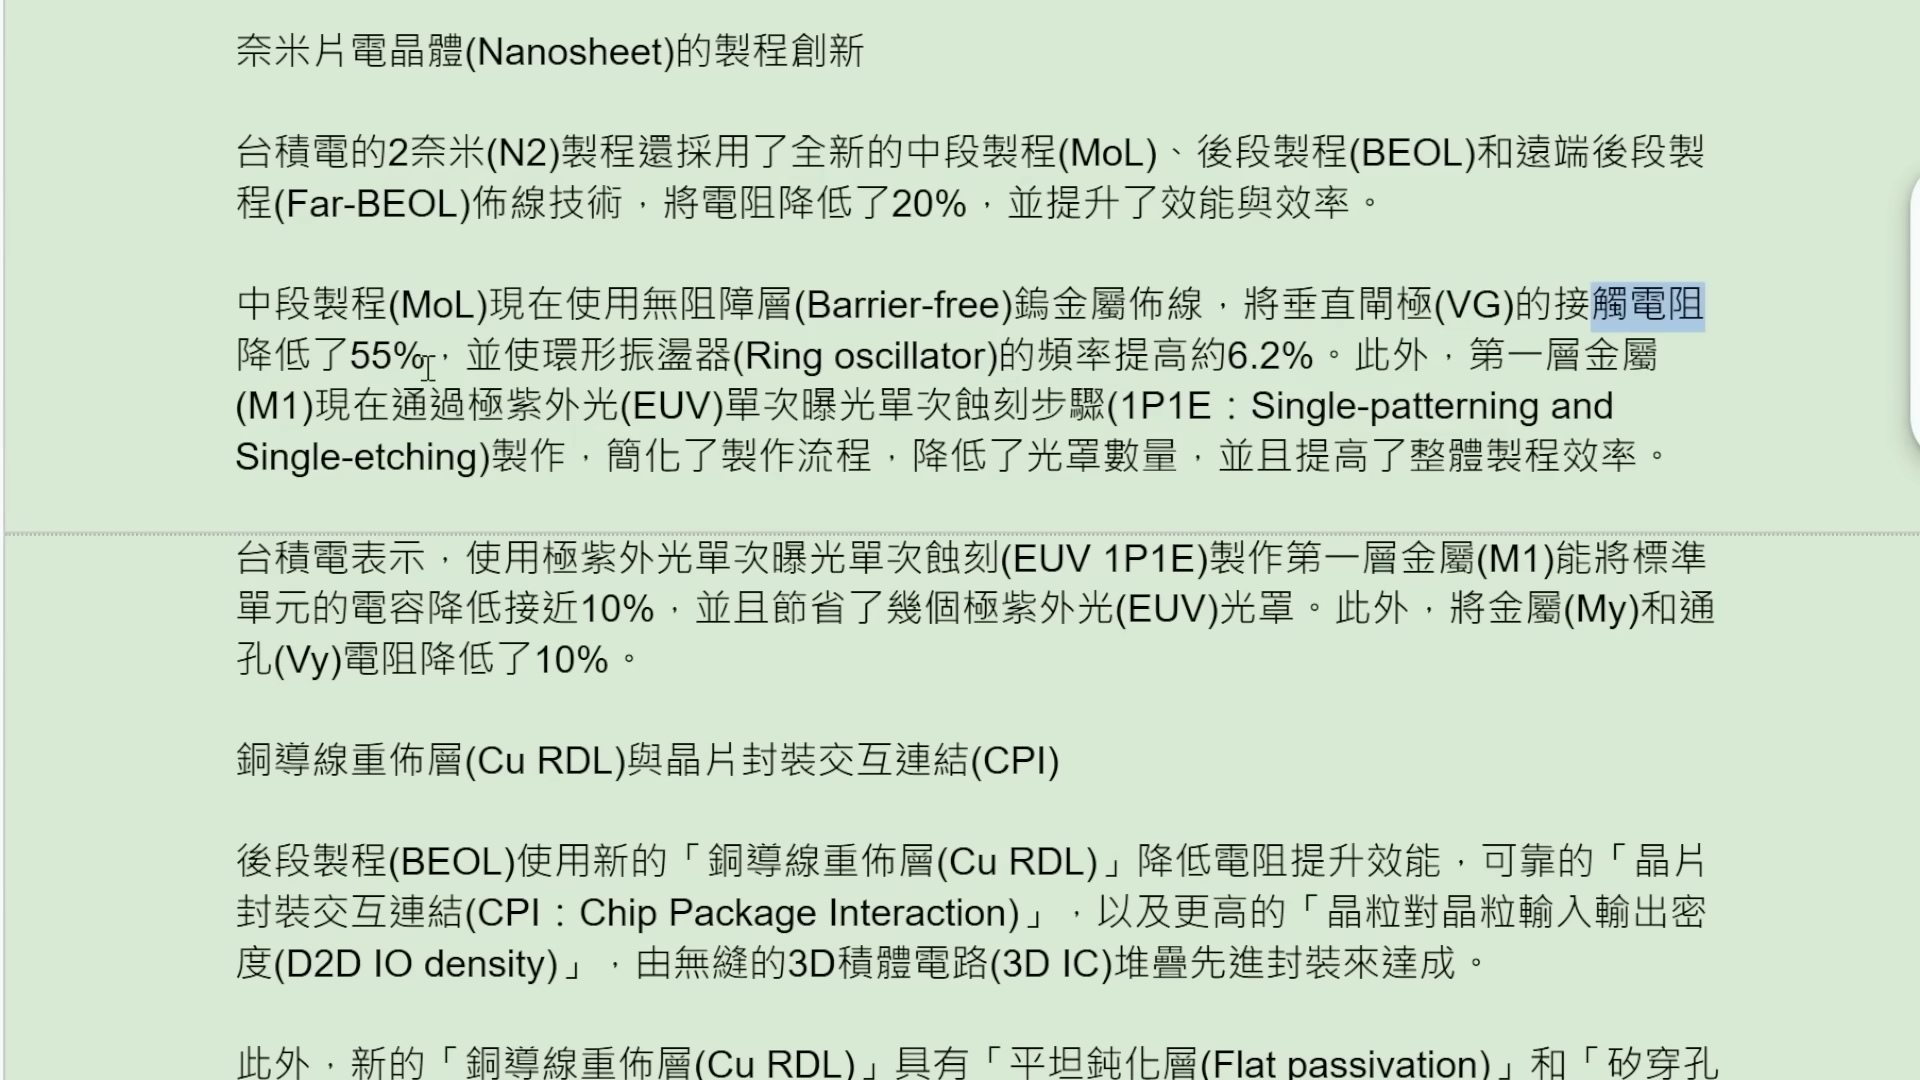 奈米片電晶體(Nanosheet)的製程創新
台積電的2奈米(N2)製程還採用了全新的中段製程(MoL)、後段製程(BEOL)和遠端後段製
程(Far-BEOL)佈線技術，將電阻降低了20%，並提升了效能與效率。
中段製程(MoL)現在使用無阻障層(Barrier-free)鎢金屬佈線，將垂直閘極(VG)的接觸電阻
降低了55%，並使環形振盪器(Ring oscillator)的頻率提高約6.2%。此外，第一層金屬
(M1)現在通過極紫外光(EUV)單次曝光單次蝕刻步驟(1P1E：Single-patterning and
Single-etching)製作，簡化了製作流程，降低了光罩數量，並且提高了整體製程效率。
台積電表示，使用極紫外光單次曝光單次蝕刻(EUV 1P1E)製作第一層金屬(M1)能將標準
單元的電容降低接近10%，並且節省了幾個極紫外光(EUV)光罩。此外，將金屬(My)和通
孔(Vy)電阻降低了10%。
銅導線重佈層(Cu RDL)與晶片封裝交互連結(CPI)
後段製程(BEOL)使用新的「銅導線重佈層(Cu RDL)」降低電阻提升效能，可靠的「晶片
封裝交互連結(CPI：Chip Package Interaction)」，以及更高的「晶粒對晶粒輸入輸出密
度(D2D IO density)」，由無縫的3D積體電路(3D IC)堆疊先進封裝來達成。
此外，新的「銅導線重佈層(Cu RDL)」具有「平坦鈍化層(Flat passivation)」和「矽穿孔